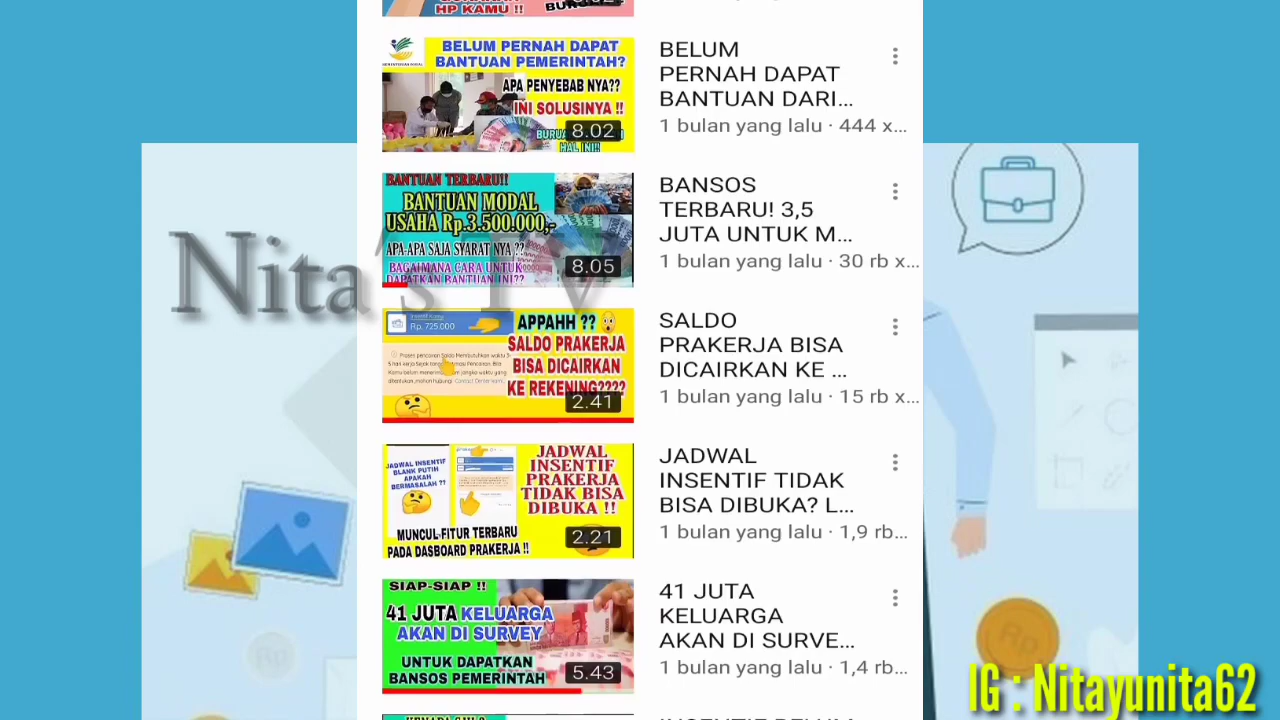 HP KAMU !!
BELUM PERNAH DAPAT
BANTUAN PEMERINTAH?
APA PENYEBAB NYA??
INI SOLUSINYA !!
HAL INI!!
8.02
BELUM
PERNAH DAPAT
BANTUAN DARI...
1 bulan yang lalu · 444 x...
BANTUAN TERBARU!!
BANTUAN MODAL
USAHA Rp.3.500.000,-
APA-APA SAJA SYARAT NYA ??
BAGAIMANA CARA UNTUK
DAPATKAN BANTUAN INI??
8.05
BANSOS
TERBARU! 3,5
JUTA UNTUK M...
1 bulan yang lalu · 30 rb x...
Nita's Tv
Rp. 725.000
APPAHH ??
SALDO PRAKERJA
BISA DICAIRKAN
KE REKENING????
2.41
SALDO
PRAKERJA BISA
DICAIRKAN KE ...
1 bulan yang lalu · 15 rb x...
JADWAL INSENTIF
BLANK PUTIH
APAKAH
BERMASALAH ??
JADWAL
INSENTIF
PRAKERJA
TIDAK BISA
DIBUKA !!
MUNCUL FITUR TERBARU
PADA DASBOARD PRAKERJA !!
2.21
JADWAL
INSENTIF TIDAK
BISA DIBUKA? L...
1 bulan yang lalu · 1,9 rb...
SIAP-SIAP !!
41 JUTA KELUARGA
AKAN DI SURVEY
UNTUK DAPATKAN
BANSOS PEMERINTAH
5.43
41 JUTA
KELUARGA
AKAN DI SURVE...
1 bulan yang lalu · 1,4 rb...
IG : Nitayunita62